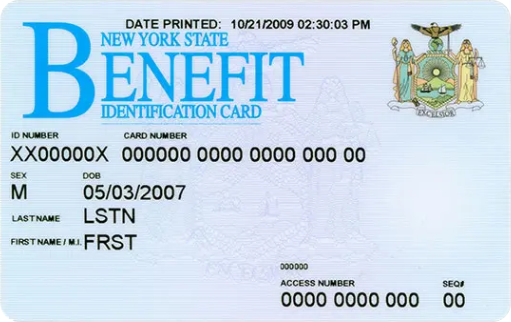 DATE PRINTED: 10/21/2009 02:30:03 PM
NEW YORK STATE
BENEFIT
IDENTIFICATION CARD
EXCELSIOR
ID NUMBER CARD NUMBER
XX00000X 000000 0000 0000 000 00
SEX DOB
M 05/03/2007
LAST NAME LSTN
FIRST NAME / M.I. FRST
000000
ACCESS NUMBER SEQ#
0000 0000 000 00